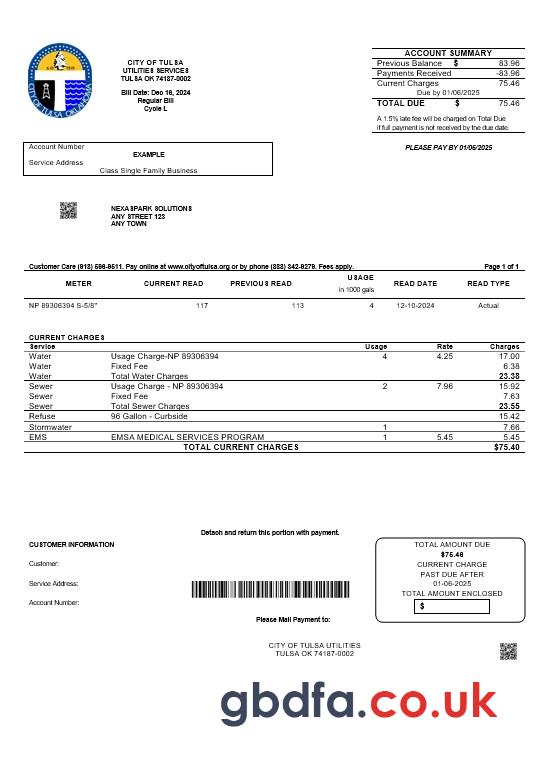 CITY OF TULSA OKLAHOMA
CITY OF TULSA
UTILITIES SERVICES
TULSA OK 74187-0002
Bill Date: Dec 16, 2024
Regular Bill
Cycle L
ACCOUNT SUMMARY
Previous Balance $ 83.96
Payments Received -83.96
Current Charges 75.46
Due by 01/06/2025
TOTAL DUE $ 75.46
A 1.5% late fee will be charged on Total Due
if full payment is not received by the due date.
PLEASE PAY BY 01/06/2025
Account Number
EXAMPLE
Service Address
Class Single Family Business
NEXASPARK SOLUTIONS
ANY STREET 123
ANY TOWN
Customer Care (918) 596-9511. Pay online at www.cityoftulsa.org or by phone (888) 342-9279. Fees apply. Page 1 of 1
METER CURRENT READ PREVIOUS READ USAGE in 1000 gals READ DATE READ TYPE
NP 89306394 S-5/8" 117 113 4 12-10-2024 Actual
CURRENT CHARGES
Service Usage Rate Charges
Water Usage Charge-NP 89306394 4 4.25 17.00
Water Fixed Fee 6.38
Water Total Water Charges 23.38
Sewer Usage Charge - NP 89306394 2 7.96 15.92
Sewer Fixed Fee 7.63
Sewer Total Sewer Charges 23.55
Refuse 96 Gallon - Curbside 15.42
Stormwater 1 7.66
EMS EMSA MEDICAL SERVICES PROGRAM 1 5.45 5.45
TOTAL CURRENT CHARGES $75.40
Detach and return this portion with payment.
CUSTOMER INFORMATION
Customer:
Service Address:
Account Number:
Please Mail Payment to:
CITY OF TULSA UTILITIES
TULSA OK 74187-0002
TOTAL AMOUNT DUE
$75.46
CURRENT CHARGE
PAST DUE AFTER
01-06-2025
TOTAL AMOUNT ENCLOSED
$
gbdfa.co.uk